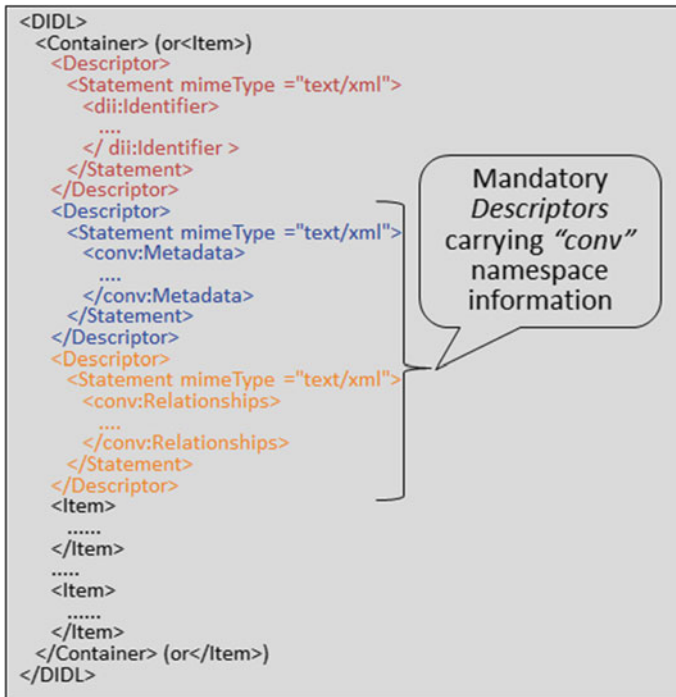 <DIDL>
<Container> (or<Item>)
<Descriptor>
<Statement mimeType ="text/xml">
<dii:Identifier>
....
</ dii:Identifier >
</Statement>
</Descriptor>
<Descriptor>
<Statement mimeType ="text/xml">
<conv:Metadata>
....
</conv:Metadata>
</Statement>
</Descriptor>
<Descriptor>
<Statement mimeType ="text/xml">
<conv:Relationships>
....
</conv:Relationships>
</Statement>
</Descriptor>
<Item>
......
</Item>
.....
<Item>
......
</Item>
</Container> (or</Item>)
</DIDL>
Mandatory
Descriptors
carrying “conv”
namespace
information